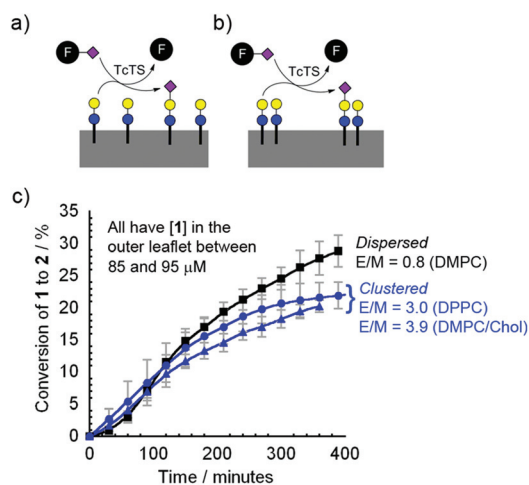 a)
b)
F
F
TcTS
F
F
TcTS
c)
Conversion of 1 to 2 / %
35
30
25
20
15
10
5
0
All have [1] in the
outer leaflet between
85 and 95 μM
Dispersed
E/M = 0.8 (DMPC)
Clustered
E/M = 3.0 (DPPC)
E/M = 3.9 (DMPC/Chol)
0 100 200 300 400
Time / minutes